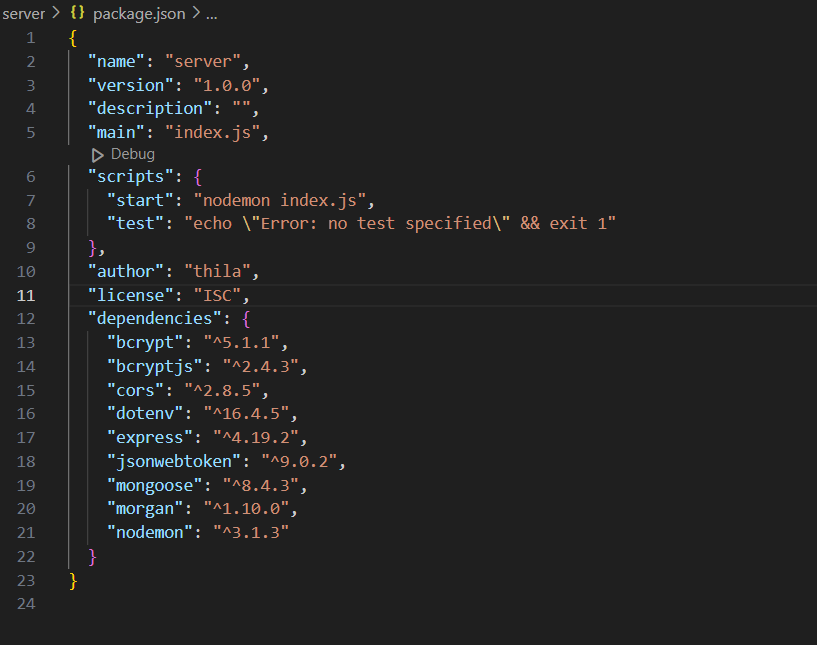 server > {} package.json > ...
1 {
2 "name": "server",
3 "version": "1.0.0",
4 "description": "",
5 "main": "index.js",
Debug
6 "scripts": {
7 "start": "nodemon index.js",
8 "test": "echo \"Error: no test specified\" && exit 1"
9 },
10 "author": "thila",
11 "license": "ISC",
12 "dependencies": {
13 "bcrypt": "^5.1.1",
14 "bcryptjs": "^2.4.3",
15 "cors": "^2.8.5",
16 "dotenv": "^16.4.5",
17 "express": "^4.19.2",
18 "jsonwebtoken": "^9.0.2",
19 "mongoose": "^8.4.3",
20 "morgan": "^1.10.0",
21 "nodemon": "^3.1.3"
22 }
23 }
24